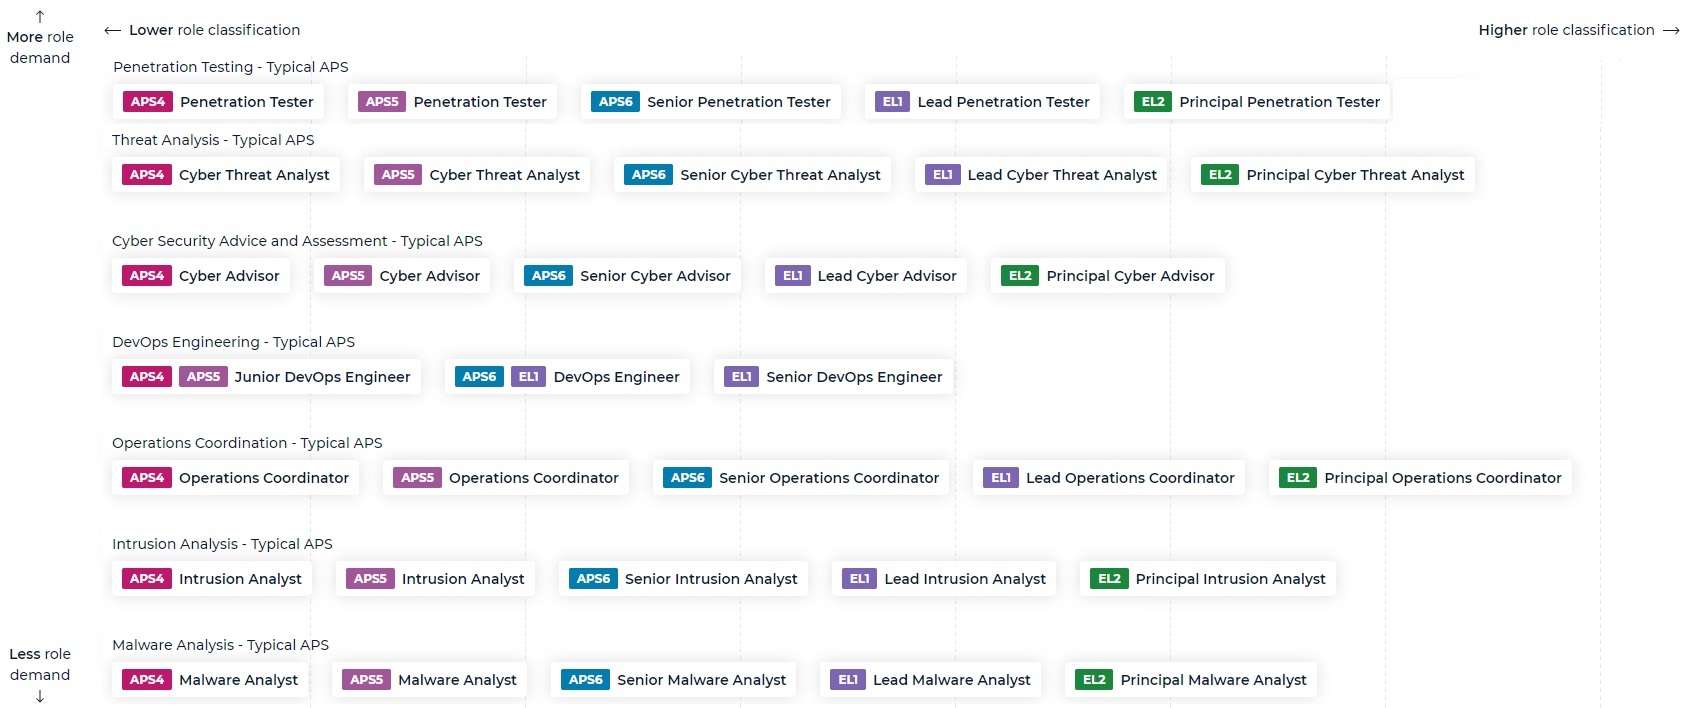 ↑
More role
demand
← Lower role classification
Higher role classification →
Penetration Testing - Typical APS
APS4 Penetration Tester APS5 Penetration Tester APS6 Senior Penetration Tester EL1 Lead Penetration Tester EL2 Principal Penetration Tester
Threat Analysis - Typical APS
APS4 Cyber Threat Analyst APS5 Cyber Threat Analyst APS6 Senior Cyber Threat Analyst EL1 Lead Cyber Threat Analyst EL2 Principal Cyber Threat Analyst
Cyber Security Advice and Assessment - Typical APS
APS4 Cyber Advisor APS5 Cyber Advisor APS6 Senior Cyber Advisor EL1 Lead Cyber Advisor EL2 Principal Cyber Advisor
DevOps Engineering - Typical APS
APS4 APS5 Junior DevOps Engineer APS6 EL1 DevOps Engineer EL1 Senior DevOps Engineer
Operations Coordination - Typical APS
APS4 Operations Coordinator APS5 Operations Coordinator APS6 Senior Operations Coordinator EL1 Lead Operations Coordinator EL2 Principal Operations Coordinator
Intrusion Analysis - Typical APS
APS4 Intrusion Analyst APS5 Intrusion Analyst APS6 Senior Intrusion Analyst EL1 Lead Intrusion Analyst EL2 Principal Intrusion Analyst
Malware Analysis - Typical APS
APS4 Malware Analyst APS5 Malware Analyst APS6 Senior Malware Analyst EL1 Lead Malware Analyst EL2 Principal Malware Analyst
Less role
demand
↓